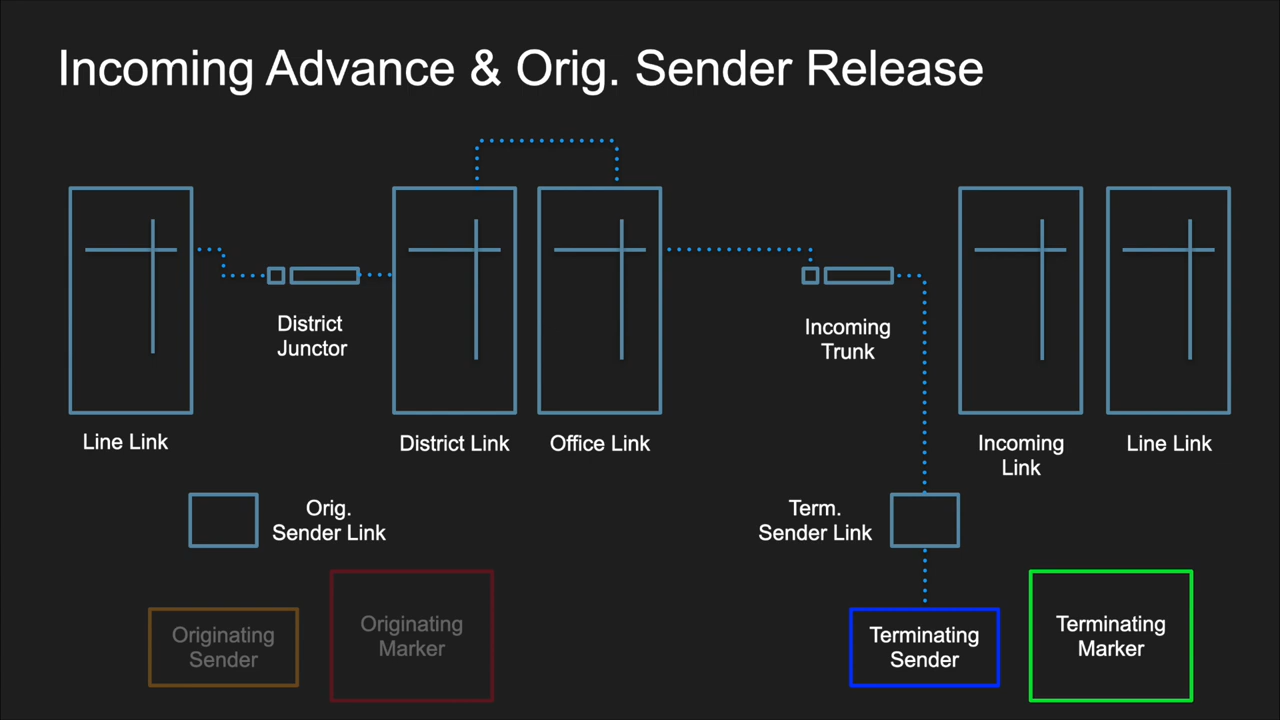 Incoming Advance & Orig. Sender Release
District
Junctor
Incoming
Trunk
Line Link
District Link
Office Link
Incoming
Link
Line Link
Orig.
Sender Link
Term.
Sender Link
Originating
Sender
Originating
Marker
Terminating
Sender
Terminating
Marker